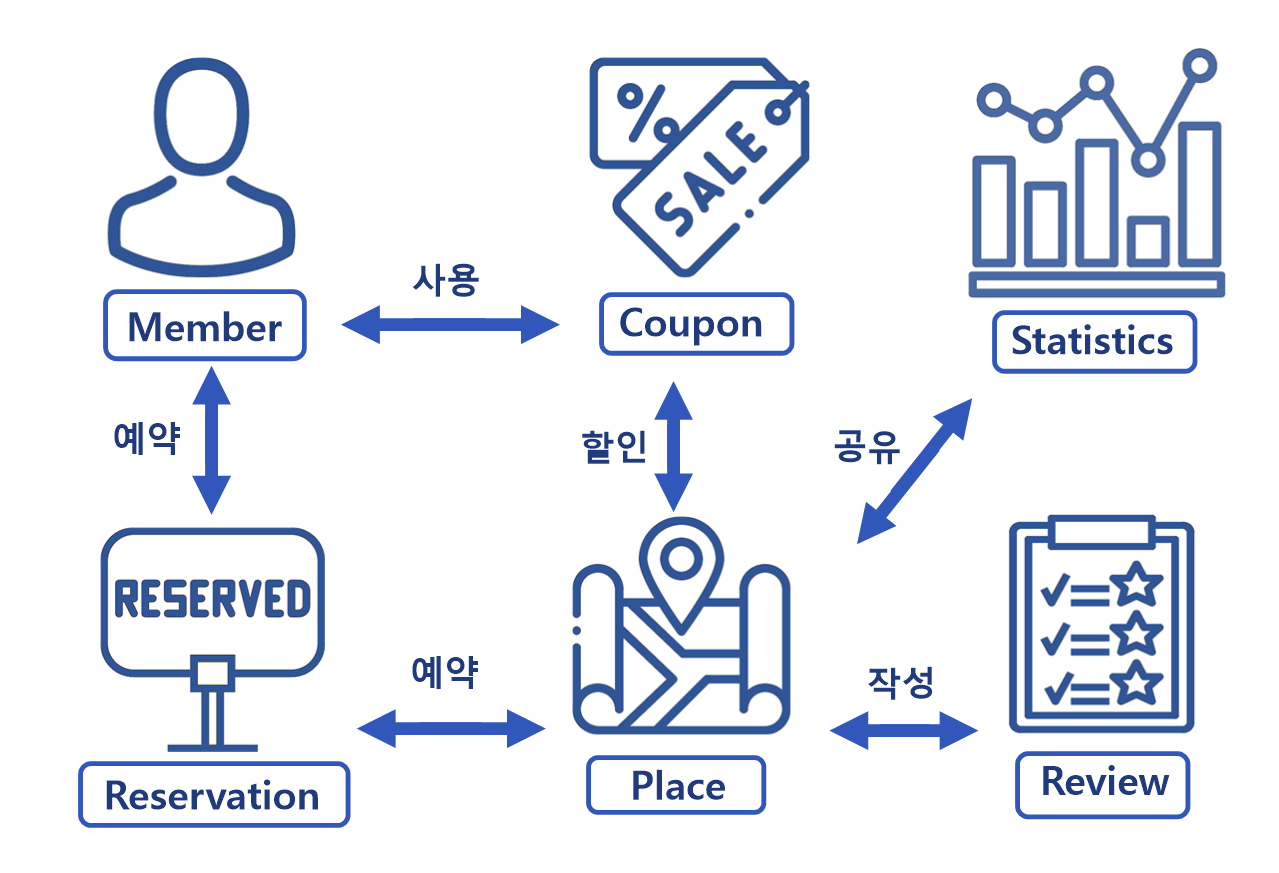 %
SALE
사용
Member
Coupon
Statistics
예약
할인
공유
RESERVED
예약
작성
Reservation
Place
Review